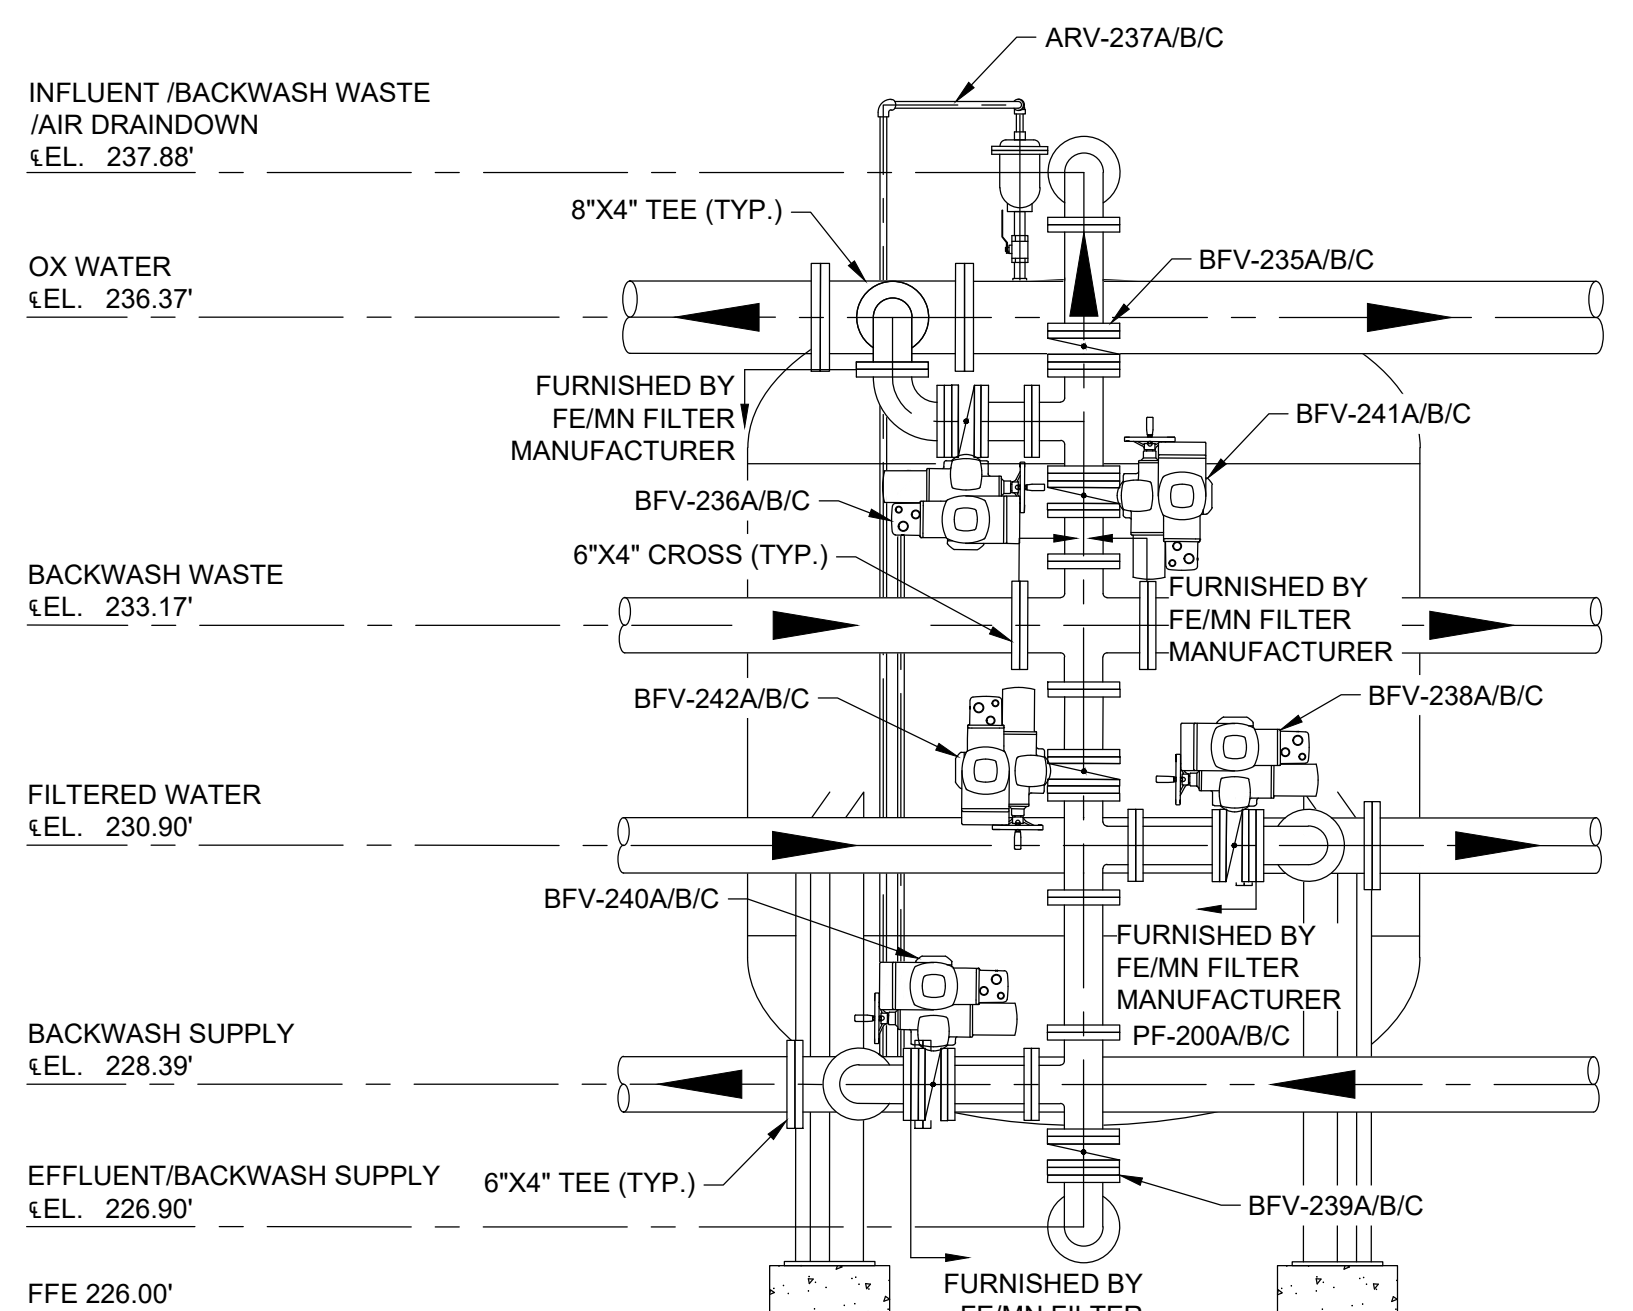 ARV-237A/B/C
INFLUENT /BACKWASH WASTE
/AIR DRAINDOWN
℄EL. 237.88'
8"X4" TEE (TYP.)
BFV-235A/B/C
OX WATER
℄EL. 236.37'
FURNISHED BY
FE/MN FILTER
MANUFACTURER
BFV-241A/B/C
BFV-236A/B/C
6"X4" CROSS (TYP.)
BACKWASH WASTE
℄EL. 233.17'
FURNISHED BY
FE/MN FILTER
MANUFACTURER
BFV-242A/B/C
BFV-238A/B/C
FILTERED WATER
℄EL. 230.90'
BFV-240A/B/C
FURNISHED BY
FE/MN FILTER
MANUFACTURER
PF-200A/B/C
BACKWASH SUPPLY
℄EL. 228.39'
EFFLUENT/BACKWASH SUPPLY
℄EL. 226.90'
6"X4" TEE (TYP.)
BFV-239A/B/C
FFE 226.00'
FURNISHED BY
FE/MN FILTER